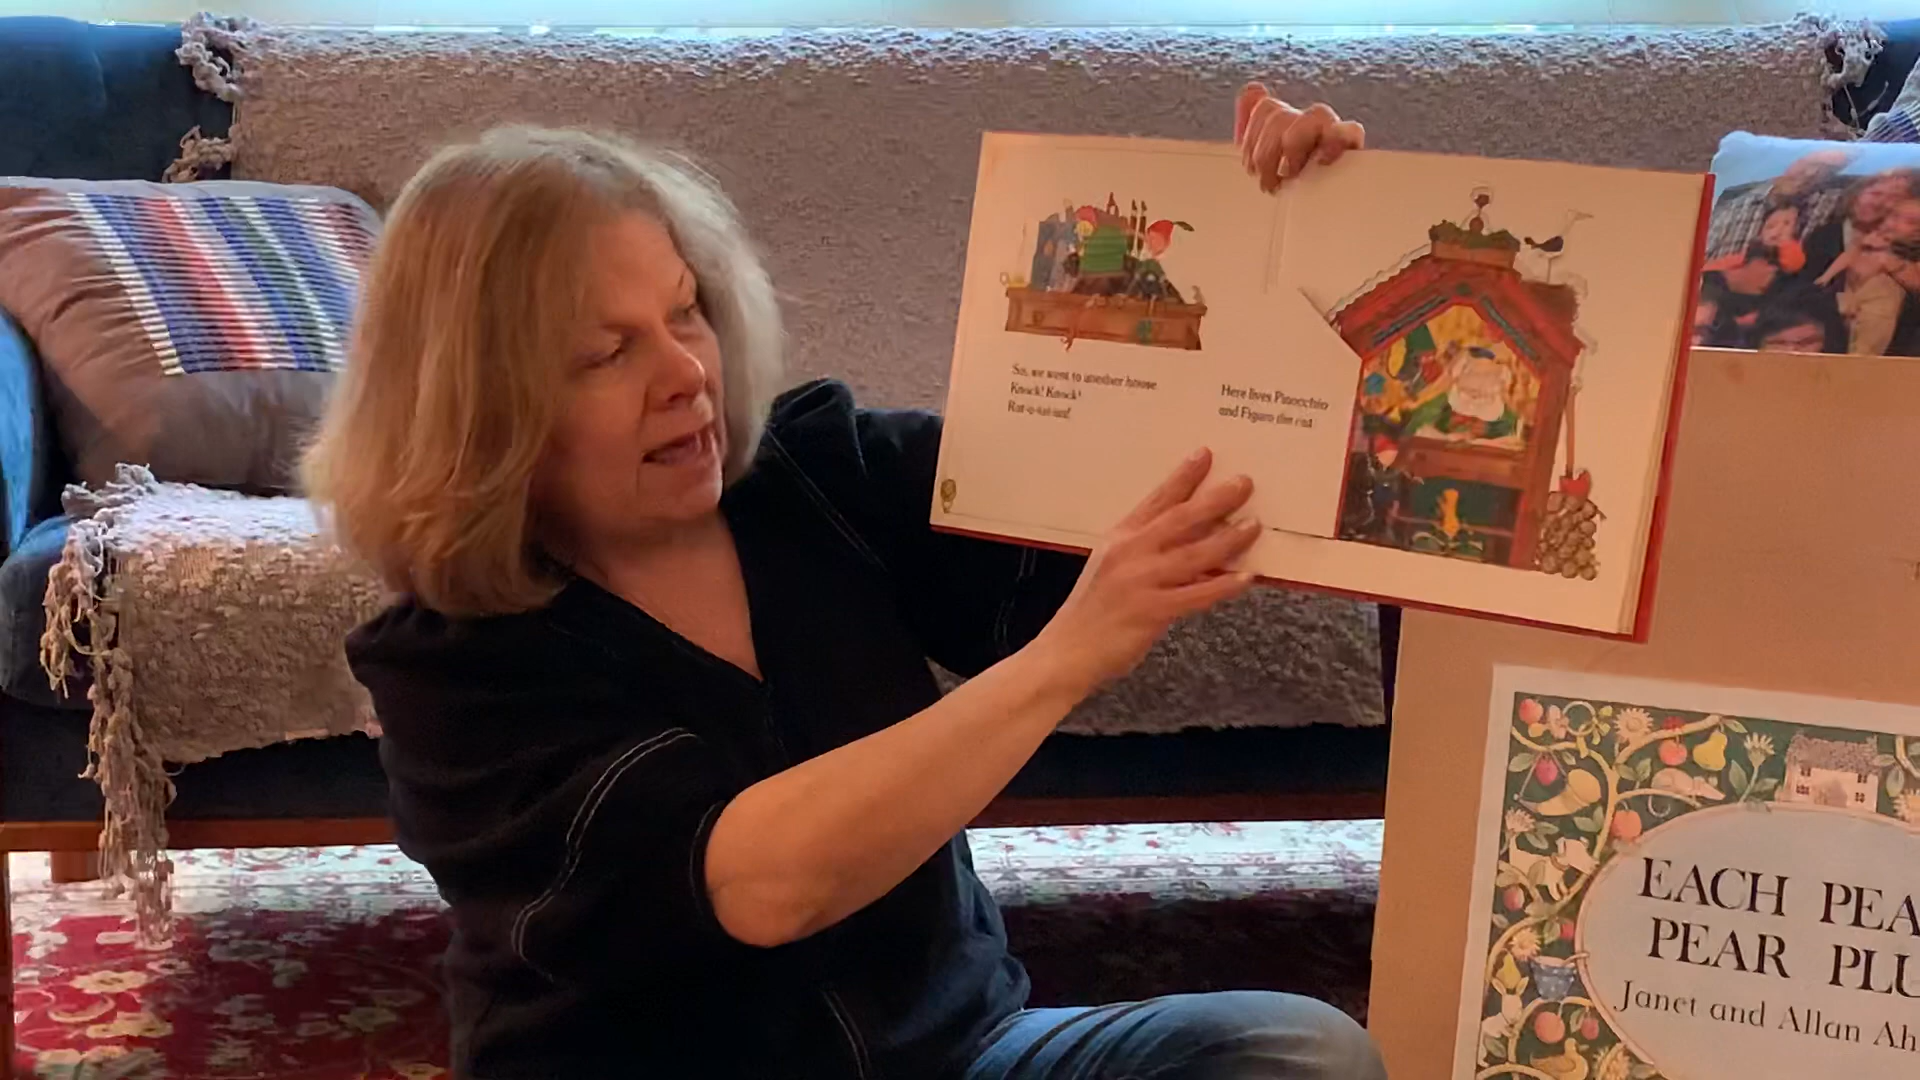 So, we went to another house
Knock! Knock!
Rat-a-tat-tat!
Here lives Pinocchio
and Figaro the cat.
EACH PEA
PEAR PLU
Janet and Allan Ah